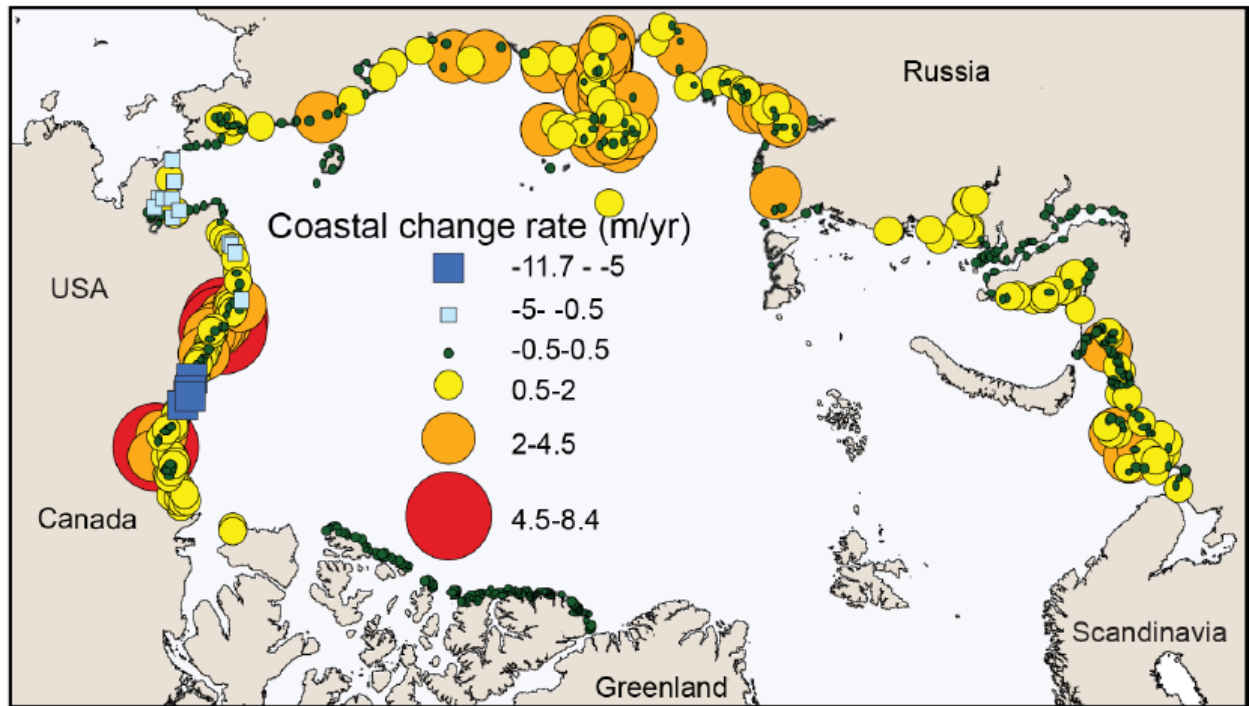 Russia
Coastal change rate (m/yr)
-11.7 - -5
USA
-5- -0.5
-0.5-0.5
0.5-2
2-4.5
Canada
4.5-8.4
Scandinavia
Greenland